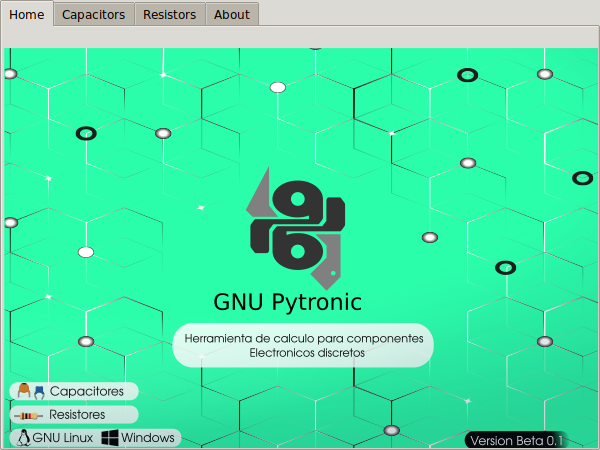 Home Capacitors Resistors About
GNU Pytronic
Herramienta de calculo para componentes
Electronicos discretos
Capacitores
Resistores
GNU Linux Windows
Version Beta 0.1